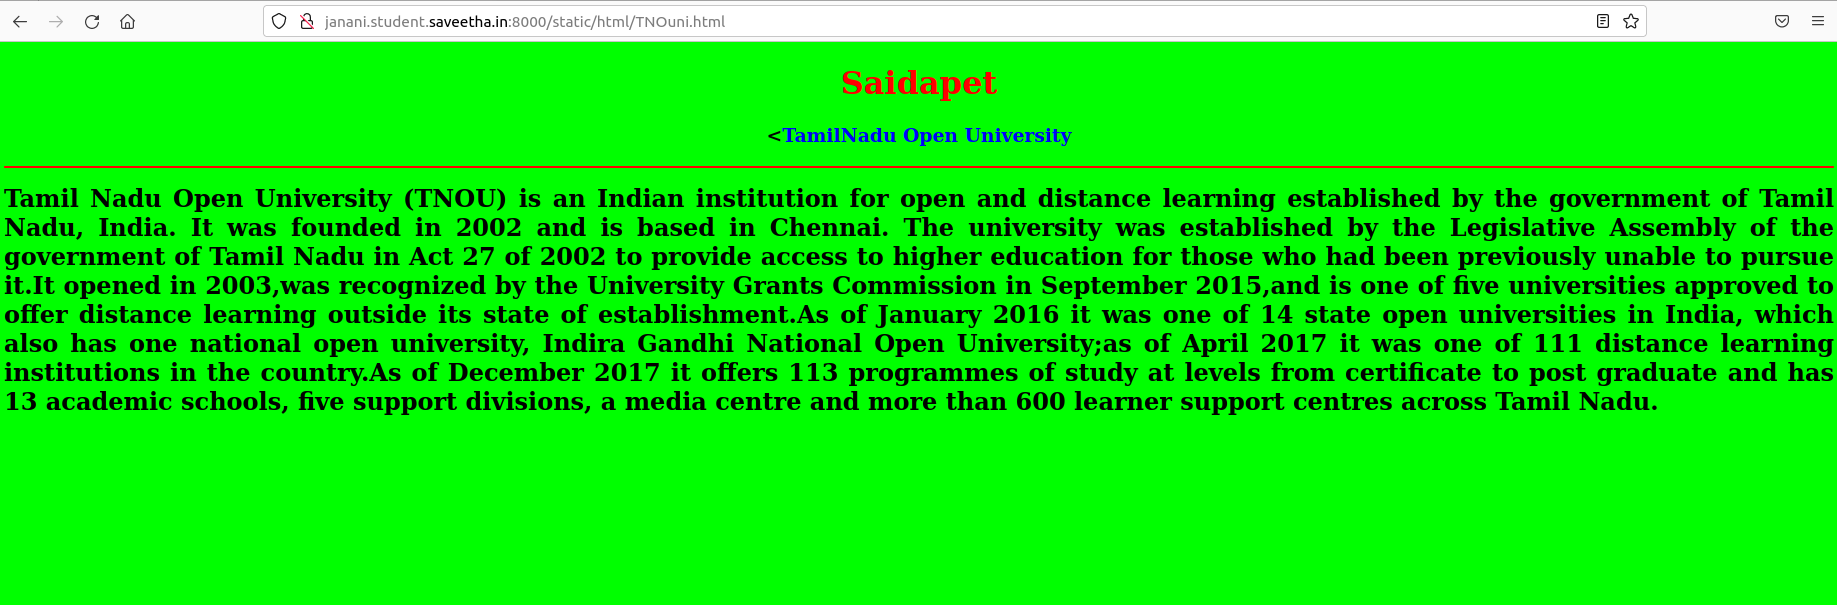 janani.student.saveetha.in:8000/static/html/TNOuni.html
Saidapet
<TamilNadu Open University
Tamil Nadu Open University (TNOU) is an Indian institution for open and distance learning established by the government of Tamil
Nadu, India. It was founded in 2002 and is based in Chennai. The university was established by the Legislative Assembly of the
government of Tamil Nadu in Act 27 of 2002 to provide access to higher education for those who had been previously unable to pursue
it.It opened in 2003,was recognized by the University Grants Commission in September 2015,and is one of five universities approved to
offer distance learning outside its state of establishment.As of January 2016 it was one of 14 state open universities in India, which
also has one national open university, Indira Gandhi National Open University;as of April 2017 it was one of 111 distance learning
institutions in the country.As of December 2017 it offers 113 programmes of study at levels from certificate to post graduate and has
13 academic schools, five support divisions, a media centre and more than 600 learner support centres across Tamil Nadu.